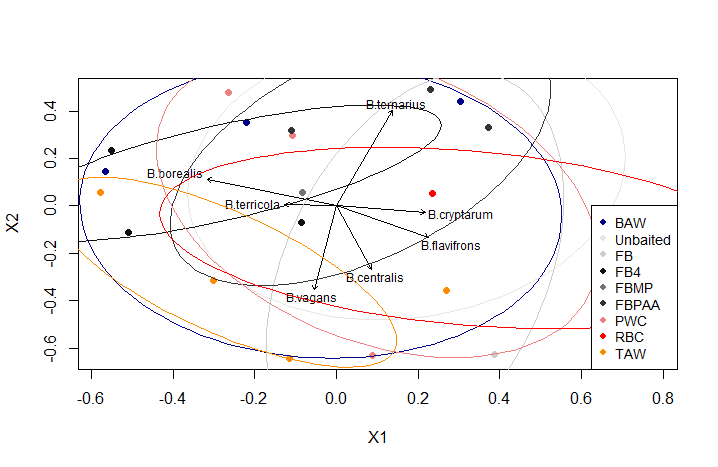 B.ternarius
B.borealis
B.terricola
B.cryptarum
B.flavifrons
B.centralis
B.vagans
BAW
Unbaited
FB
FB4
FBMP
FBPAA
PWC
RBC
TAW
X2
0.4
0.2
0.0
-0.2
-0.4
-0.6
-0.6
-0.4
-0.2
0.0
0.2
0.4
0.6
0.8
X1